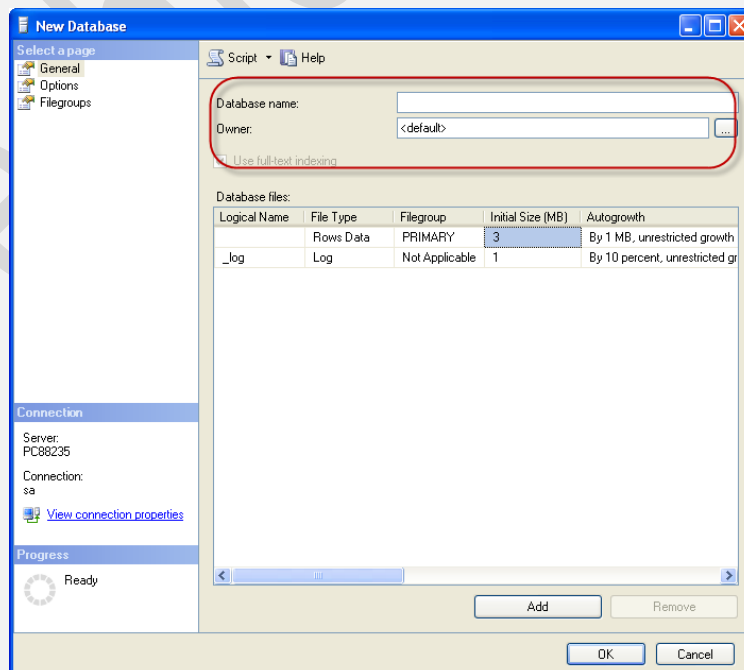 New Database
Select a page
General
Options
Filegroups
Script
Help
Database name:
Owner:
<default>
...
Use full-text indexing
Database files:
Logical Name File Type Filegroup Initial Size (MB) Autogrowth
Rows Data PRIMARY 3 By 1 MB, unrestricted growth
_log Log Not Applicable 1 By 10 percent, unrestricted gr
Connection
Server:
PC88235
Connection:
sa
View connection properties
Progress
Ready
Add
Remove
OK
Cancel